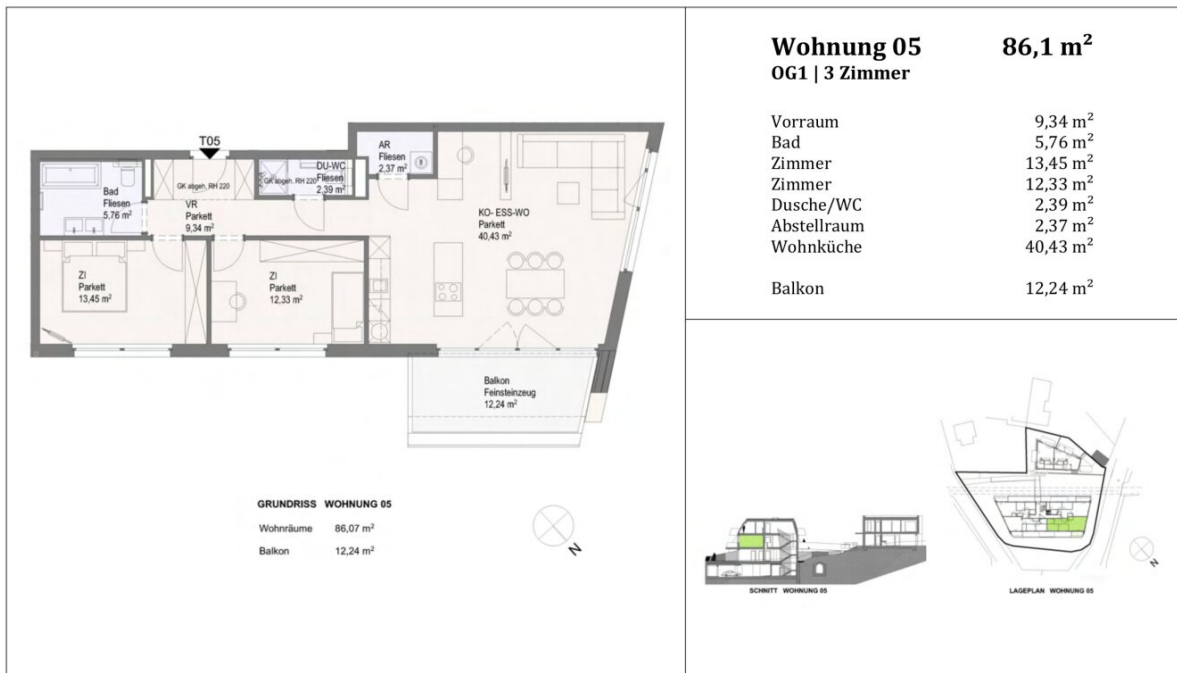 T05
AR
Fliesen
2,37 m²
DU-WC
Fliesen
2,39 m²
GK abgeh. RH 220
GK abgeh. RH 220
Bad
Fliesen
5,76 m²
VR
Parkett
9,34 m²
KO- ESS-WO
Parkett
40,43 m²
ZI
Parkett
13,45 m²
ZI
Parkett
12,33 m²
Balkon
Feinsteinzeug
12,24 m²
GRUNDRISS WOHNUNG 05
Wohnräume 86,07 m²
Balkon 12,24 m²
N
Wohnung 05 86,1 m²
OG1 | 3 Zimmer
Vorraum 9,34 m²
Bad 5,76 m²
Zimmer 13,45 m²
Zimmer 12,33 m²
Dusche/WC 2,39 m²
Abstellraum 2,37 m²
Wohnküche 40,43 m²
Balkon 12,24 m²
SCHNITT WOHNUNG 05
LAGEPLAN WOHNUNG 05
N